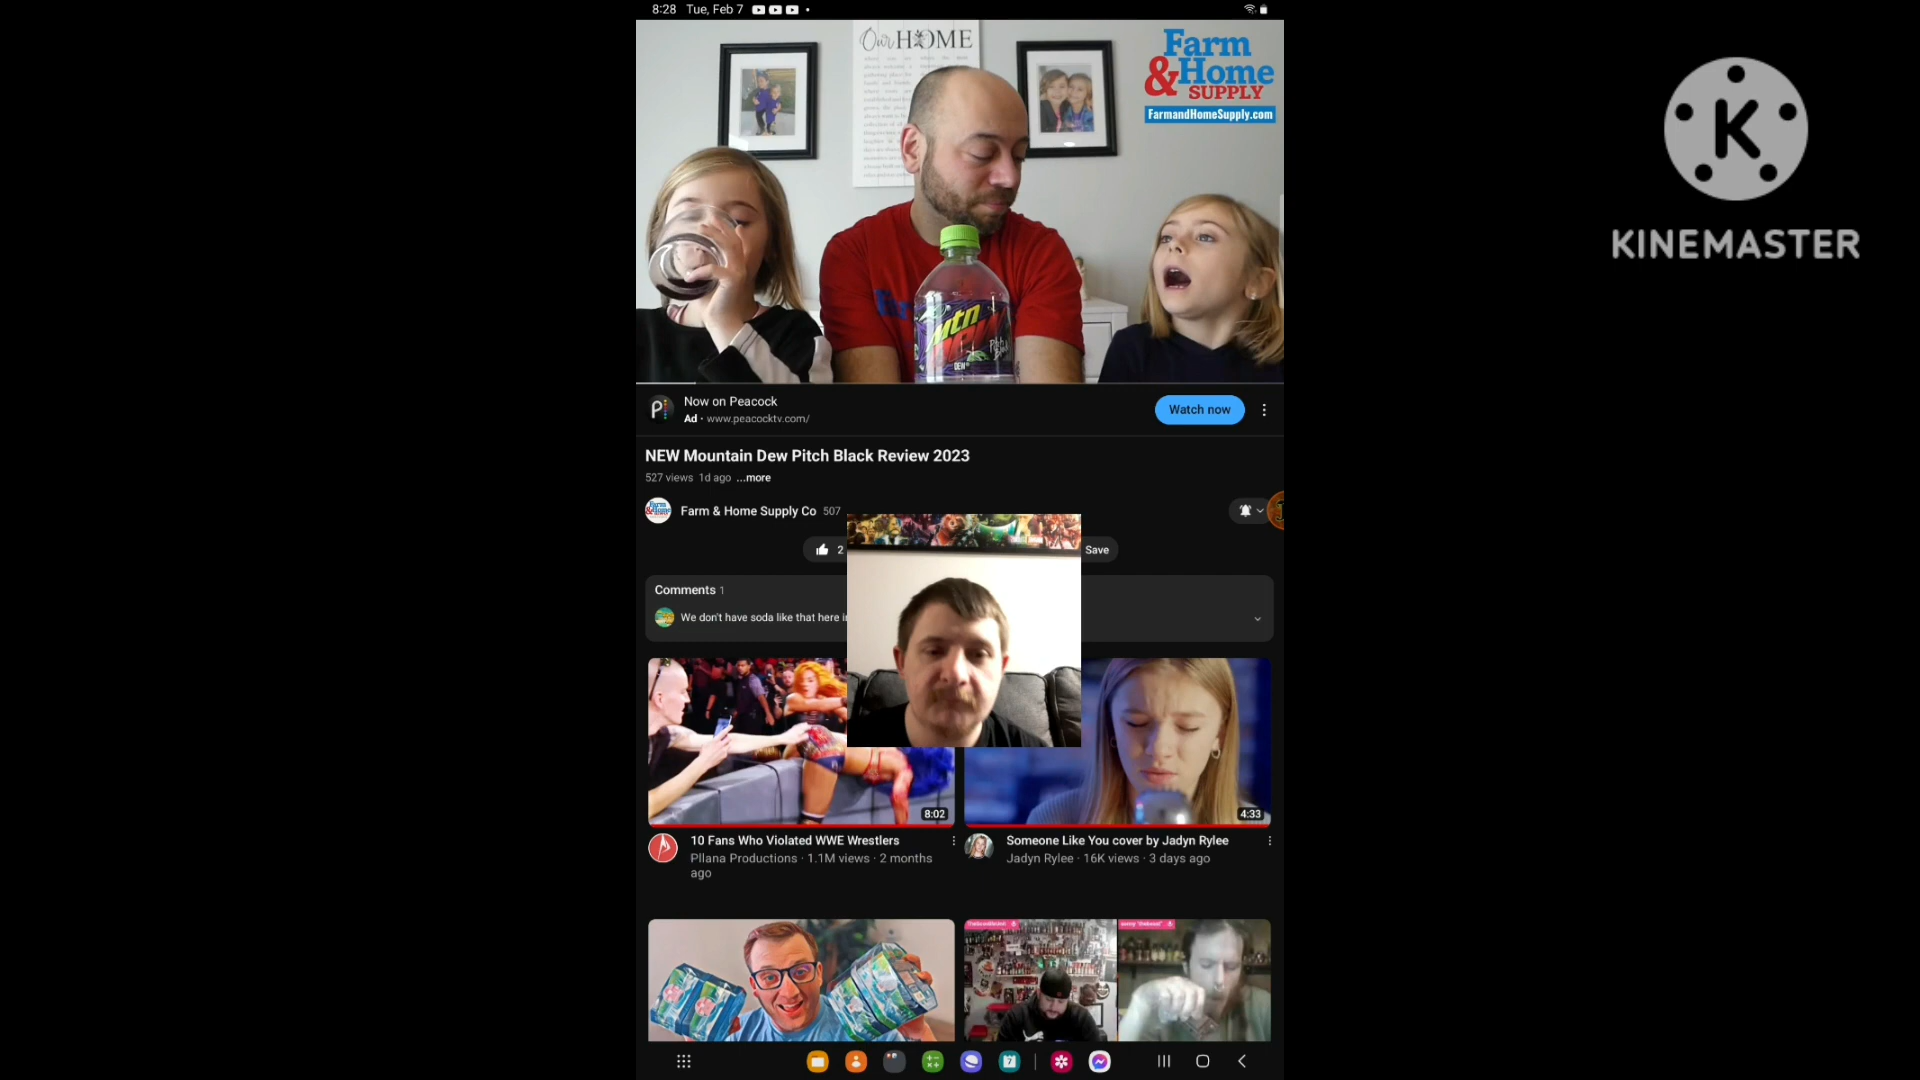 8:28 Tue, Feb 7
Our HOME
Farm
& Home
SUPPLY
FarmandHomeSupply.com
KINEMASTER
mtn
DEW
Now on Peacock
Ad · www.peacocktv.com/
Watch now
NEW Mountain Dew Pitch Black Review 2023
527 views 1d ago ...more
Farm & Home Supply Co 507
2
Save
Comments 1
We don't have soda like that here
8:02
4:33
10 Fans Who Violated WWE Wrestlers
Pllana Productions · 1.1M views · 2 months
ago
Someone Like You cover by Jadyn Rylee
Jadyn Rylee · 16K views · 3 days ago